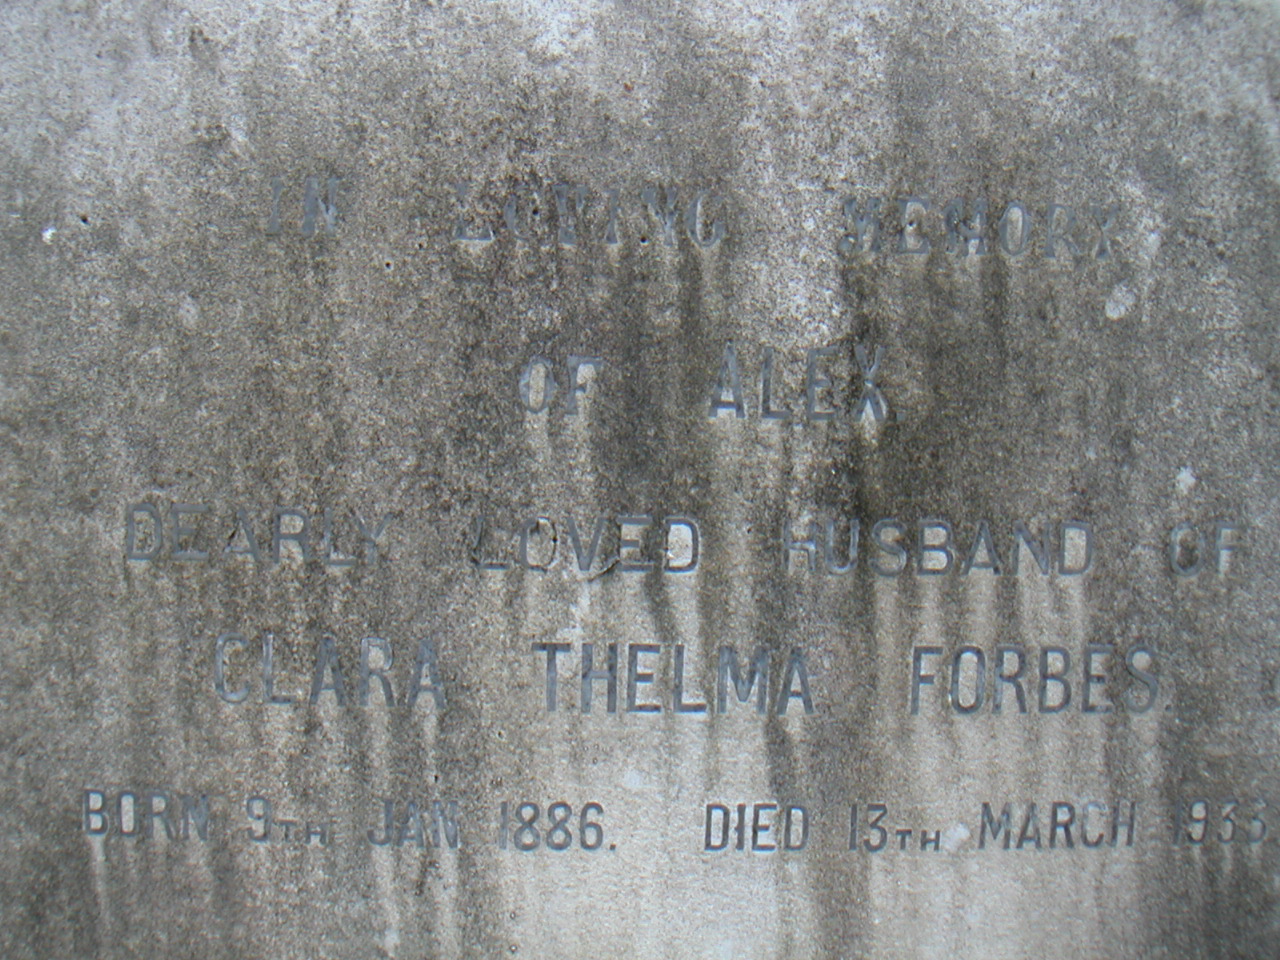 IN LOVING MEMORY
OF ALEX.
DEARLY LOVED HUSBAND OF
CLARA THELMA FORBES.
BORN 9TH JAN 1886. DIED 13TH MARCH 1933.